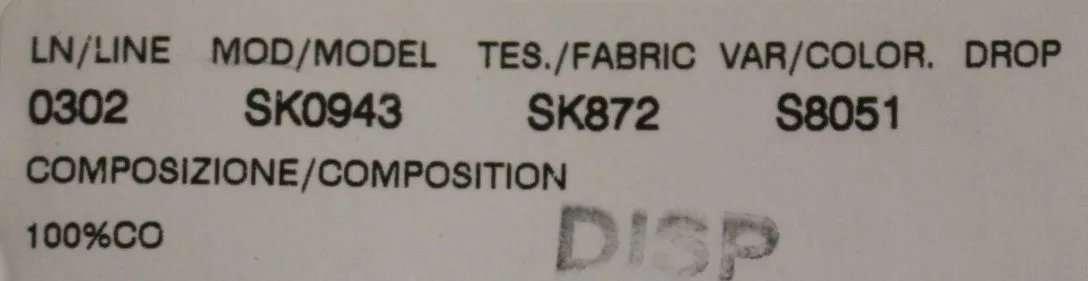 LN/LINE MOD/MODEL TES./FABRIC VAR/COLOR. DROP
0302 SK0943 SK872 S8051
COMPOSIZIONE/COMPOSITION
100%CO
DISP